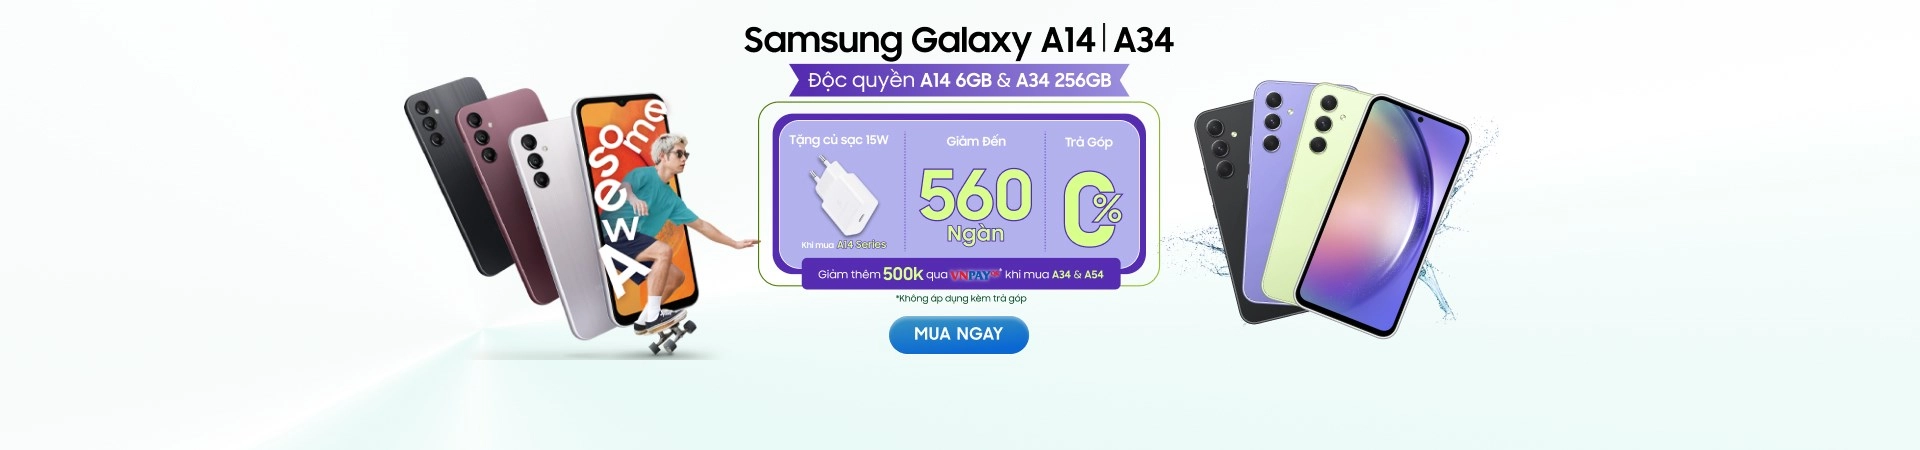 Samsung Galaxy A14 | A34
Độc quyền A14 6GB & A34 256GB
Tặng củ sạc 15W
Khi mua A14 Series
Giảm Đến
560
Ngàn
Trả Góp
0%
Giảm thêm 500k qua VNPAY khi mua A34 & A54
*Không áp dụng kèm trả góp
MUA NGAY
Awesome